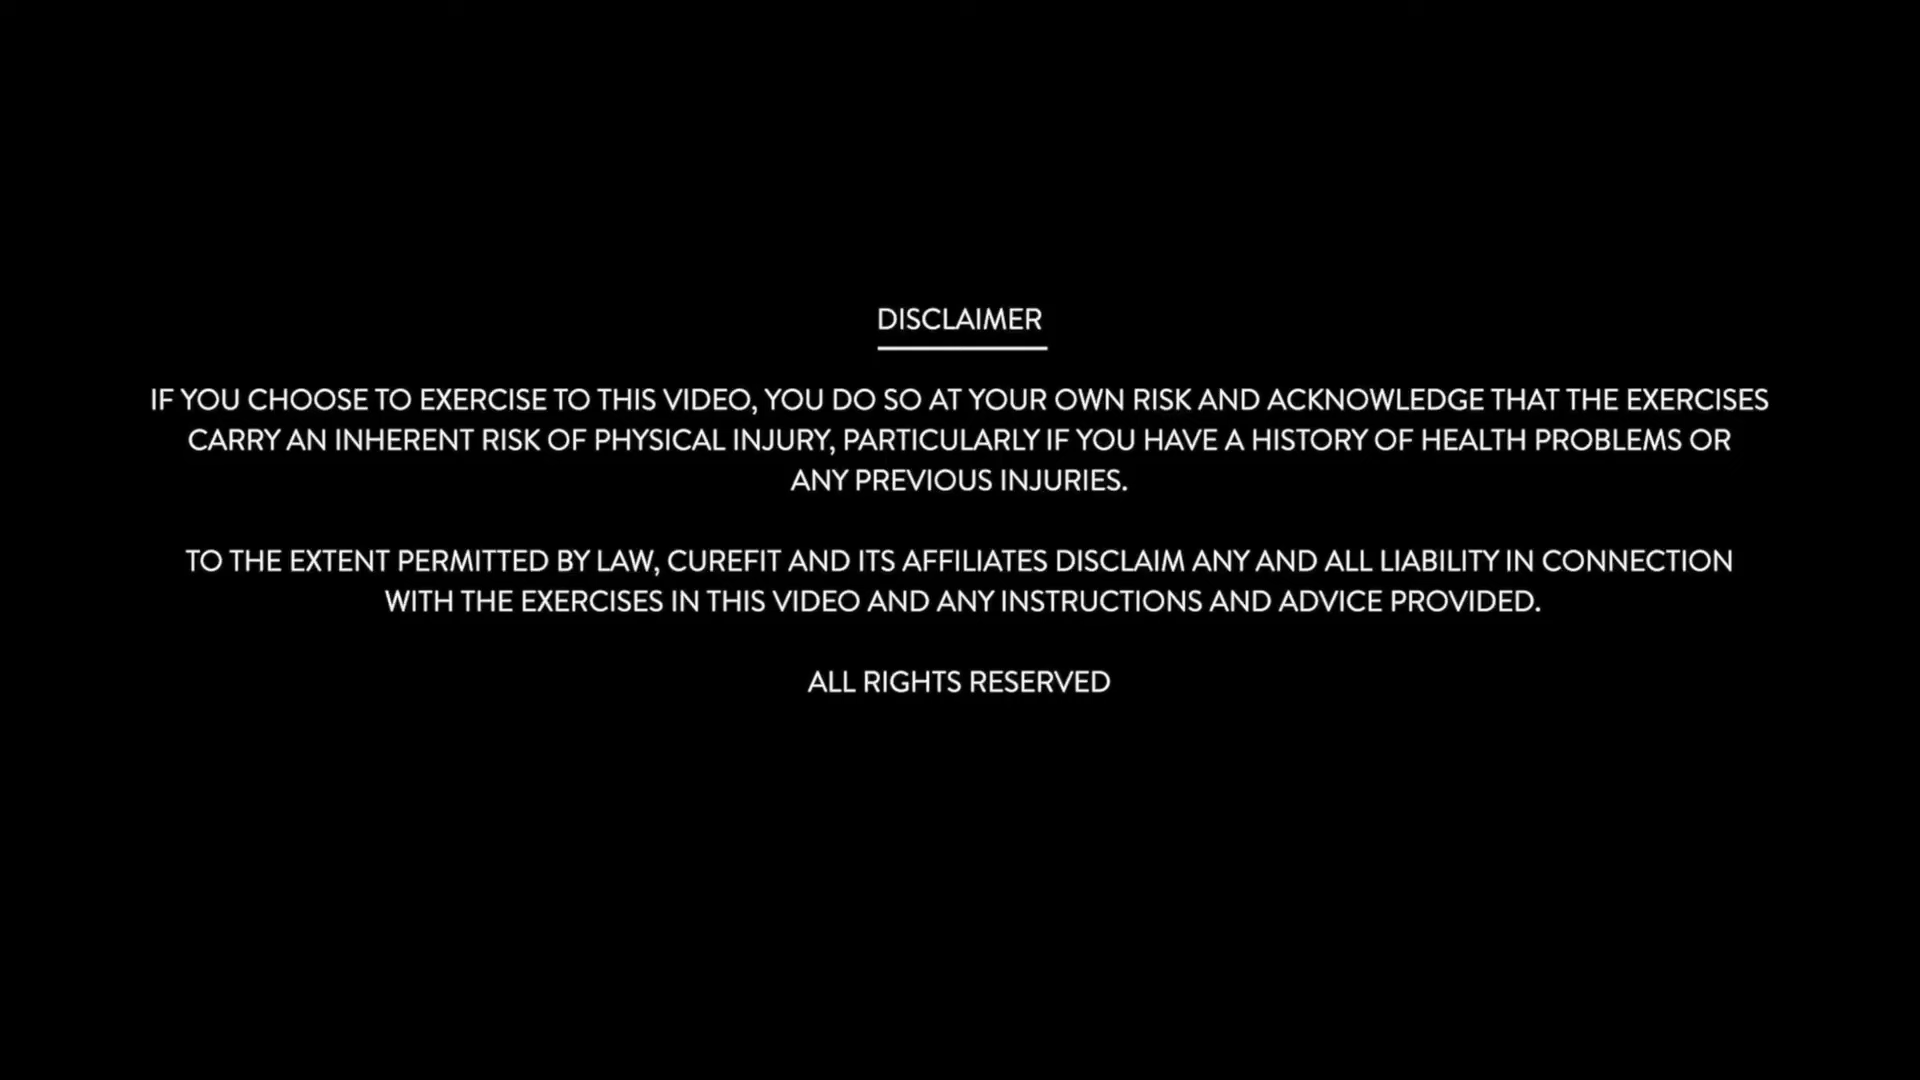 DISCLAIMER
IF YOU CHOOSE TO EXERCISE TO THIS VIDEO, YOU DO SO AT YOUR OWN RISK AND ACKNOWLEDGE THAT THE EXERCISES
CARRY AN INHERENT RISK OF PHYSICAL INJURY, PARTICULARLY IF YOU HAVE A HISTORY OF HEALTH PROBLEMS OR
ANY PREVIOUS INJURIES.
TO THE EXTENT PERMITTED BY LAW, CUREFIT AND ITS AFFILIATES DISCLAIM ANY AND ALL LIABILITY IN CONNECTION
WITH THE EXERCISES IN THIS VIDEO AND ANY INSTRUCTIONS AND ADVICE PROVIDED.
ALL RIGHTS RESERVED